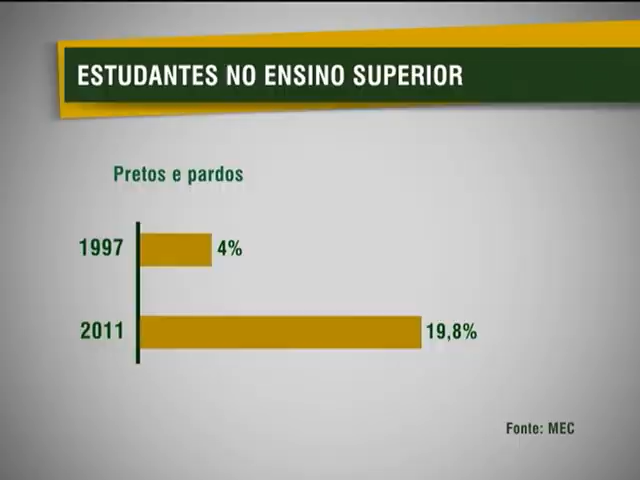 ESTUDANTES NO ENSINO SUPERIOR
Pretos e pardos
1997 4%
2011 19,8%
Fonte: MEC